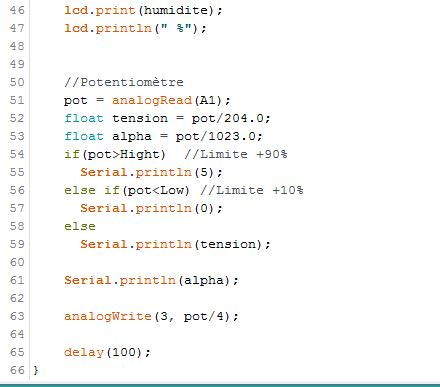 46 lcd.print(humidite);
47 lcd.println(" %");
48
49
50 //Potentiomètre
51 pot = analogRead(A1);
52 float tension = pot/204.0;
53 float alpha = pot/1023.0;
54 if(pot>Hight) //Limite +90%
55 Serial.println(5);
56 else if(pot<Low) //Limite +10%
57 Serial.println(0);
58 else
59 Serial.println(tension);
60
61 Serial.println(alpha);
62
63 analogWrite(3, pot/4);
64
65 delay(100);
66 }